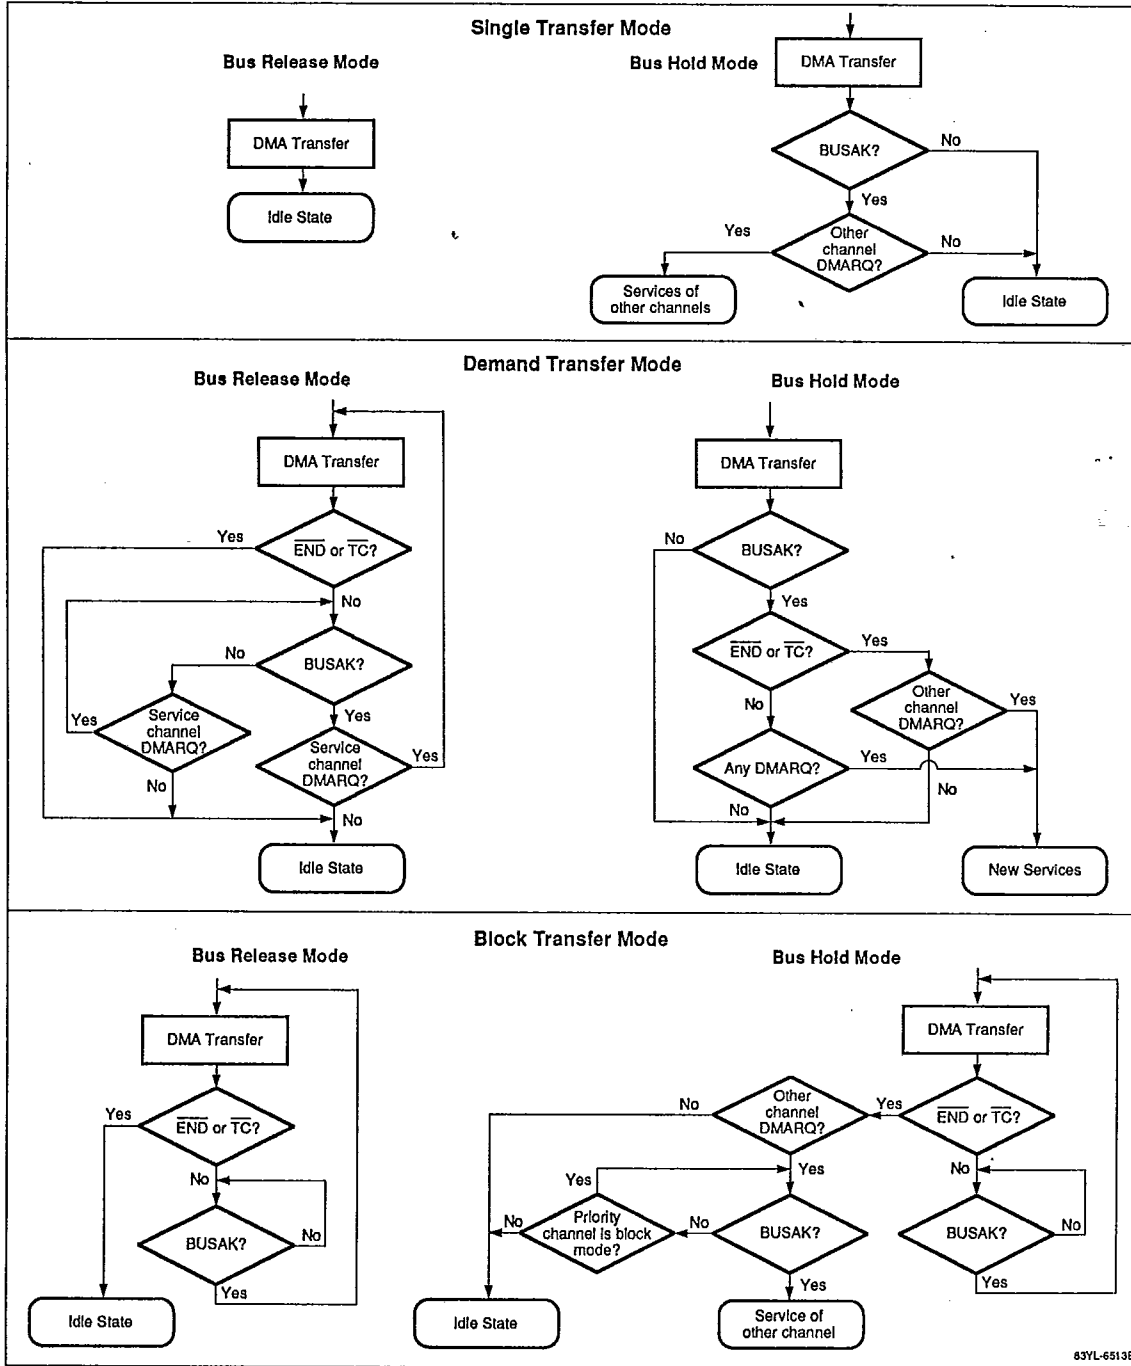 Single Transfer Mode
Bus Release Mode
DMA Transfer
Idle State
Bus Hold Mode
DMA Transfer
BUSAK?
No
Yes
Other
channel
DMARQ?
Yes
No
Services of
other channels
Idle State
Demand Transfer Mode
Bus Release Mode
DMA Transfer
Yes
END or TC?
No
No
BUSAK?
Yes
Service
channel
DMARQ?
No
Yes
Service
channel
DMARQ?
Yes
No
Idle State
Bus Hold Mode
DMA Transfer
No
BUSAK?
Yes
END or TC?
Yes
No
Other
channel
DMARQ?
Yes
Any DMARQ?
Yes
No
No
Idle State
New Services
Block Transfer Mode
Bus Release Mode
DMA Transfer
Yes
END or TC?
No
BUSAK?
No
Yes
Idle State
Bus Hold Mode
DMA Transfer
END or TC?
Yes
Other
channel
DMARQ?
No
Yes
No
Yes
Priority
channel is block
mode?
No
No
BUSAK?
Yes
BUSAK?
No
Yes
Idle State
Service of
other channel
83YL-6513B